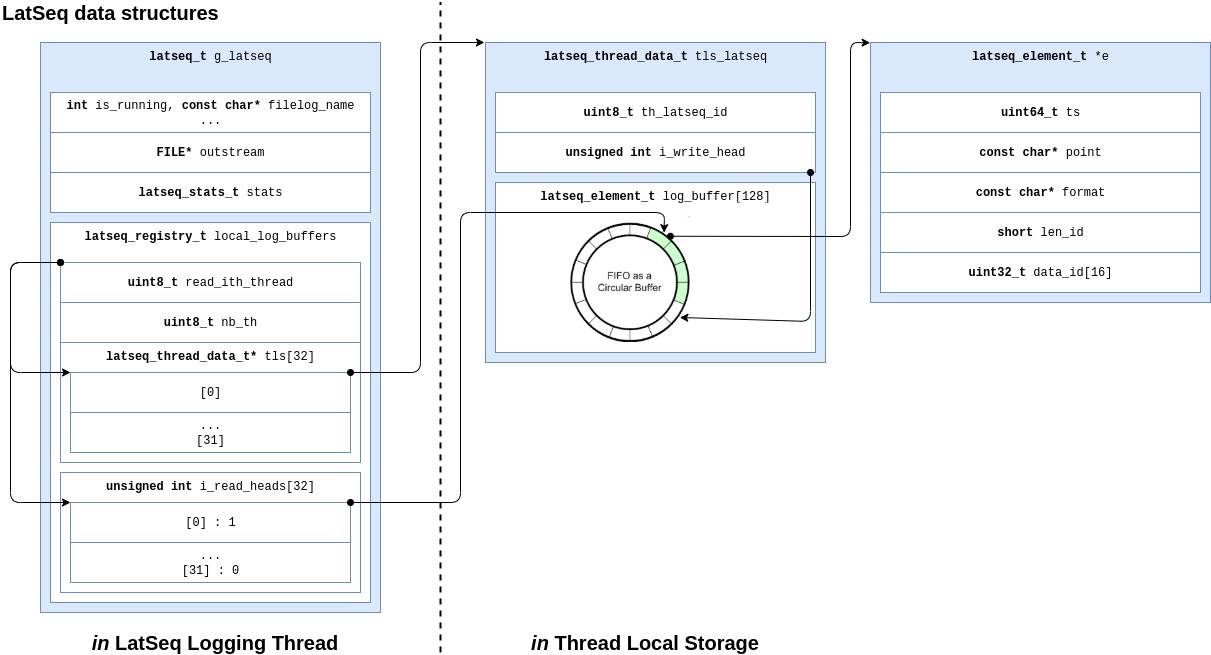 LatSeq data structures
latseq_t g_latseq
int is_running, const char* filelog_name
...
FILE* outstream
latseq_stats_t stats
latseq_registry_t local_log_buffers
uint8_t read_ith_thread
uint8_t nb_th
latseq_thread_data_t* tls[32]
[0]
...
[31]
unsigned int i_read_heads[32]
[0] : 1
...
[31] : 0
in LatSeq Logging Thread
latseq_thread_data_t tls_latseq
uint8_t th_latseq_id
unsigned int i_write_head
latseq_element_t log_buffer[128]
FIFO as a
Circular Buffer
latseq_element_t *e
uint64_t ts
const char* point
const char* format
short len_id
uint32_t data_id[16]
in Thread Local Storage